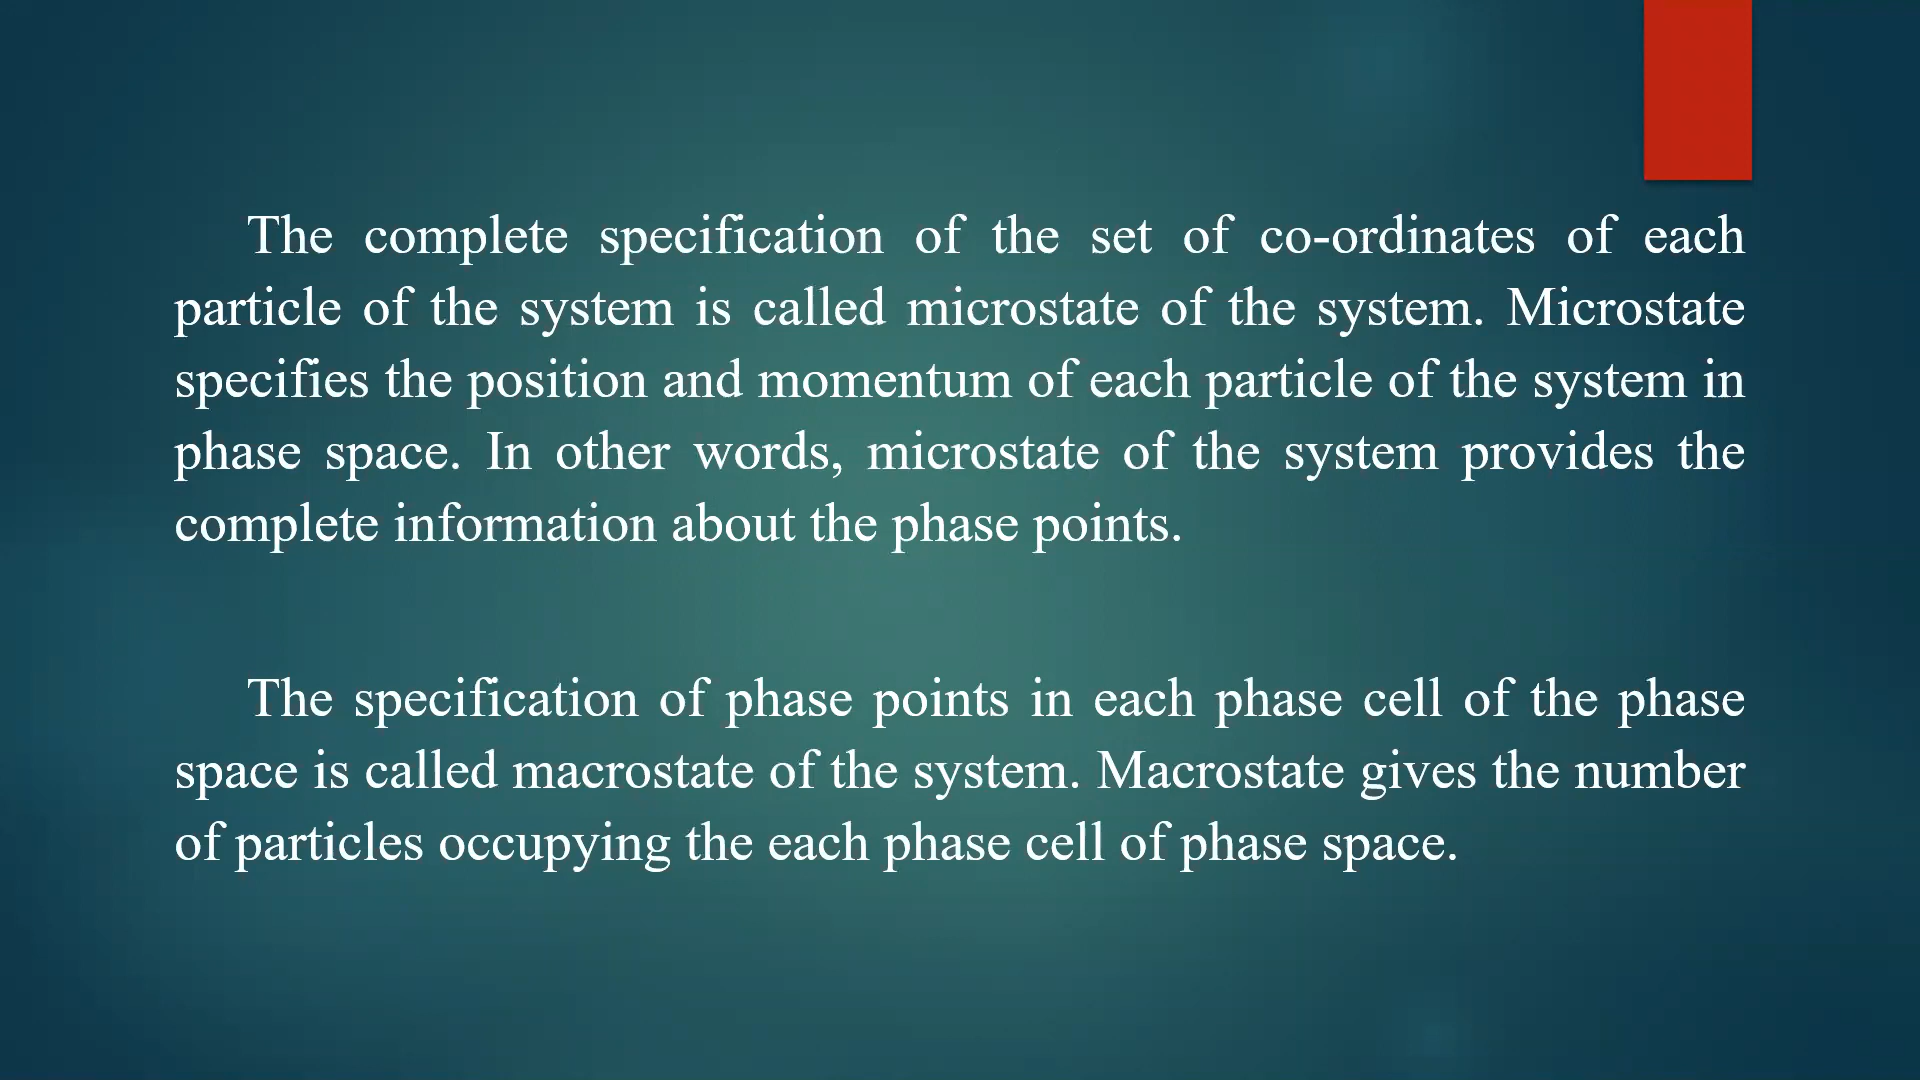 The complete specification of the set of co-ordinates of each
particle of the system is called microstate of the system. Microstate
specifies the position and momentum of each particle of the system in
phase space. In other words, microstate of the system provides the
complete information about the phase points.
The specification of phase points in each phase cell of the phase
space is called macrostate of the system. Macrostate gives the number
of particles occupying the each phase cell of phase space.